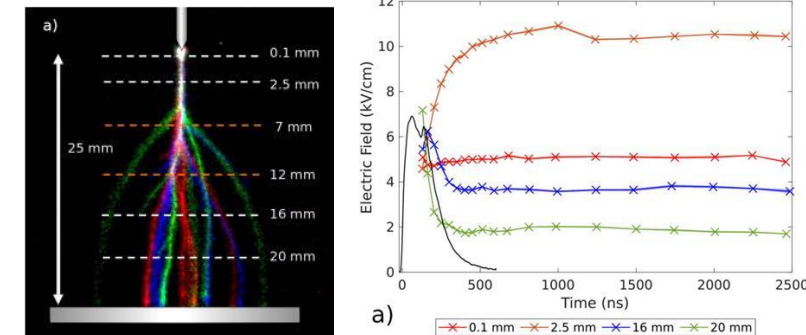 a)
0.1 mm
2.5 mm
7 mm
25 mm
12 mm
16 mm
20 mm
12
10
8
6
4
2
0
Electric Field (kV/cm)
0 500 1000 1500 2000 2500
Time (ns)
a)
0.1 mm 2.5 mm 16 mm 20 mm